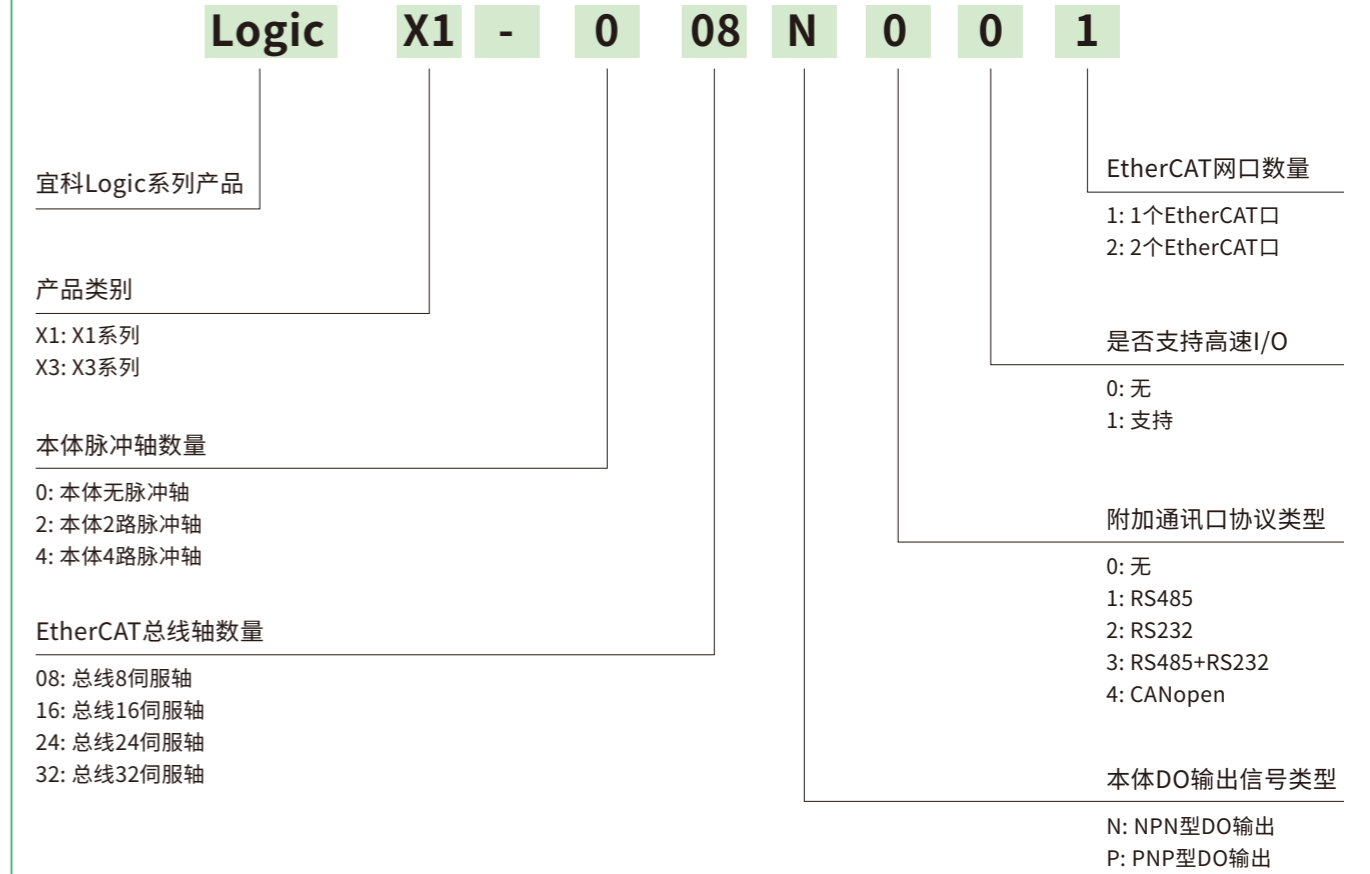 Logic X1 - 0 08 N 0 0 1
宜科Logic系列产品
产品类别
X1: X1系列
X3: X3系列
本体脉冲轴数量
0: 本体无脉冲轴
2: 本体2路脉冲轴
4: 本体4路脉冲轴
EtherCAT总线轴数量
08: 总线8伺服轴
16: 总线16伺服轴
24: 总线24伺服轴
32: 总线32伺服轴
EtherCAT网口数量
1: 1个EtherCAT口
2: 2个EtherCAT口
是否支持高速I/O
0: 无
1: 支持
附加通讯口协议类型
0: 无
1: RS485
2: RS232
3: RS485+RS232
4: CANopen
本体DO输出信号类型
N: NPN型DO输出
P: PNP型DO输出